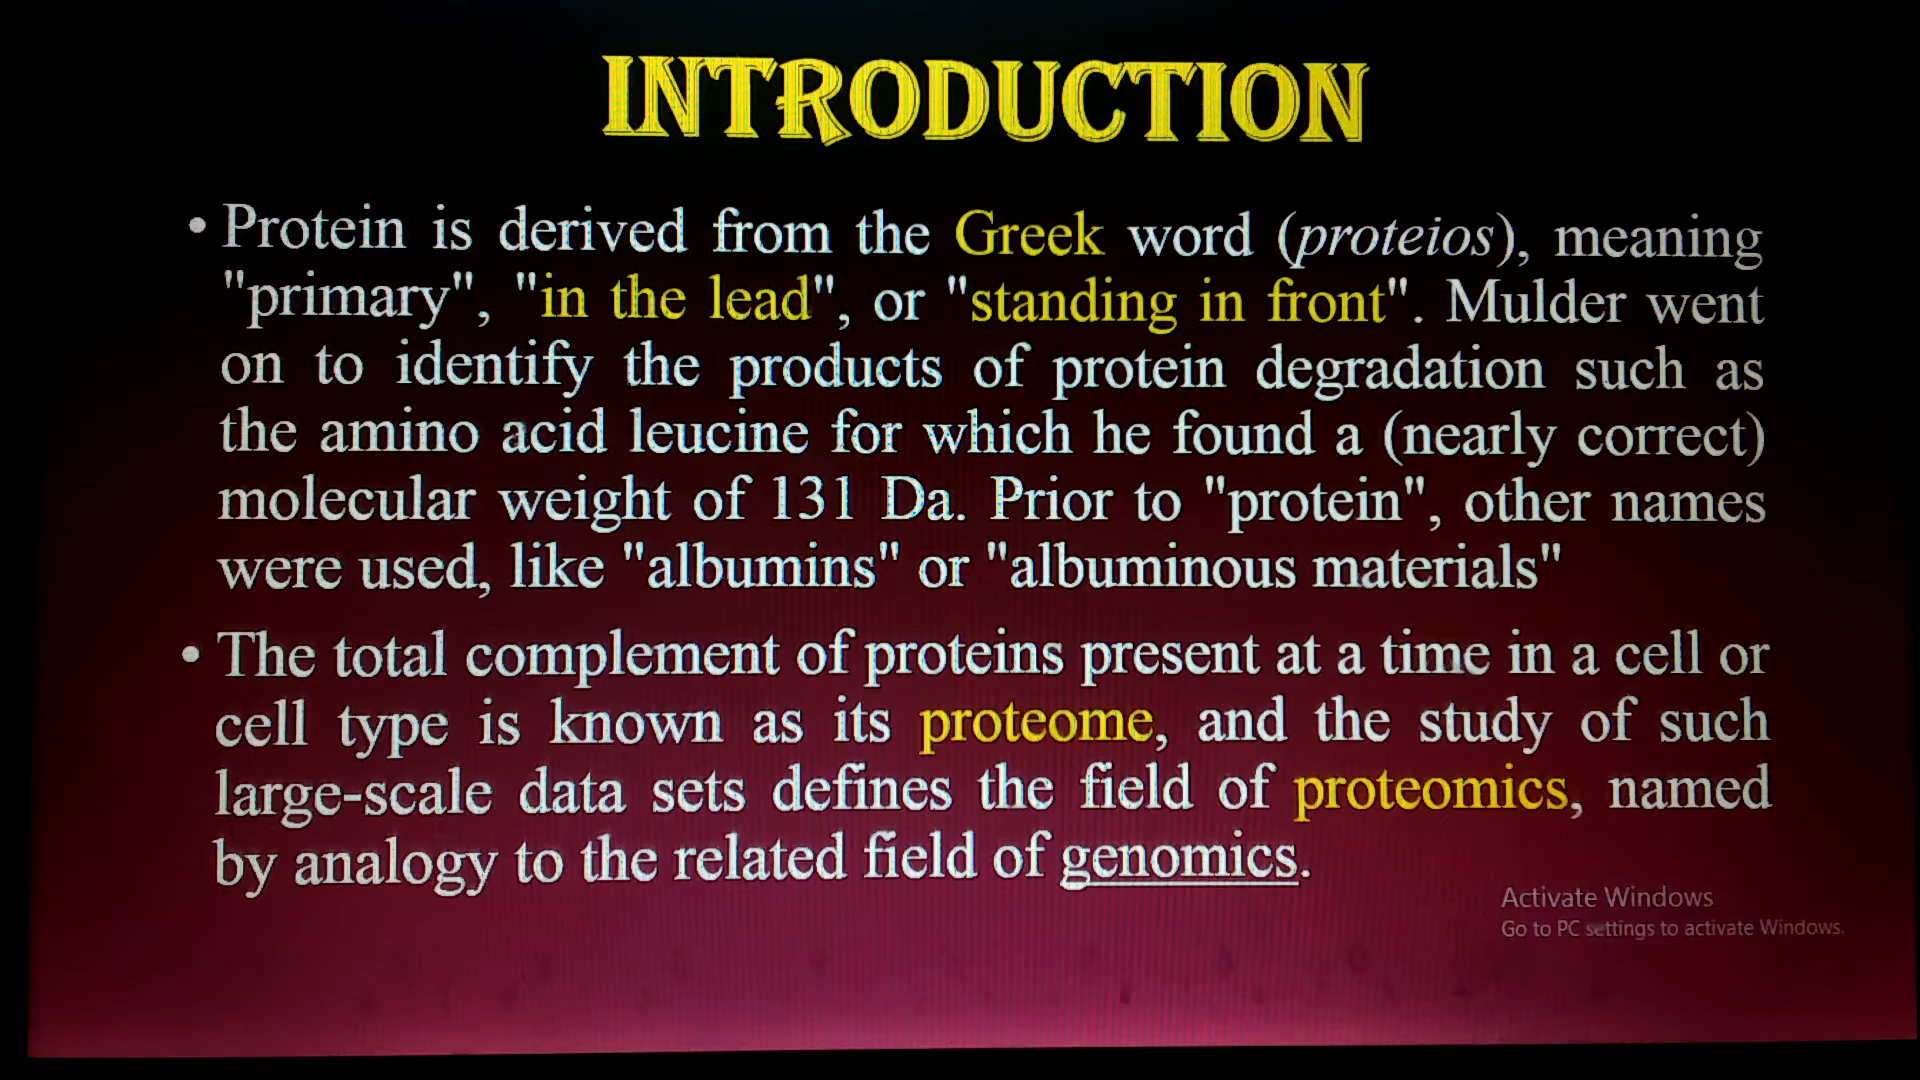 INTRODUCTION
• Protein is derived from the Greek word (proteios), meaning
"primary", "in the lead", or "standing in front". Mulder went
on to identify the products of protein degradation such as
the amino acid leucine for which he found a (nearly correct)
molecular weight of 131 Da. Prior to "protein", other names
were used, like "albumins" or "albuminous materials"
• The total complement of proteins present at a time in a cell or
cell type is known as its proteome, and the study of such
large-scale data sets defines the field of proteomics, named
by analogy to the related field of genomics.
Activate Windows
Go to PC settings to activate Windows.